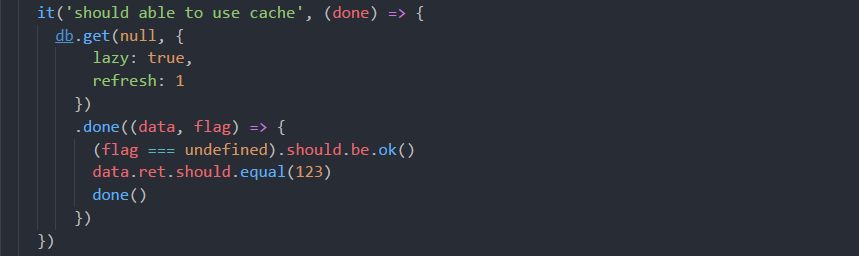 it('should able to use cache', (done) => {
db.get(null, {
lazy: true,
refresh: 1
})
.done((data, flag) => {
(flag === undefined).should.be.ok()
data.ret.should.equal(123)
done()
})
})